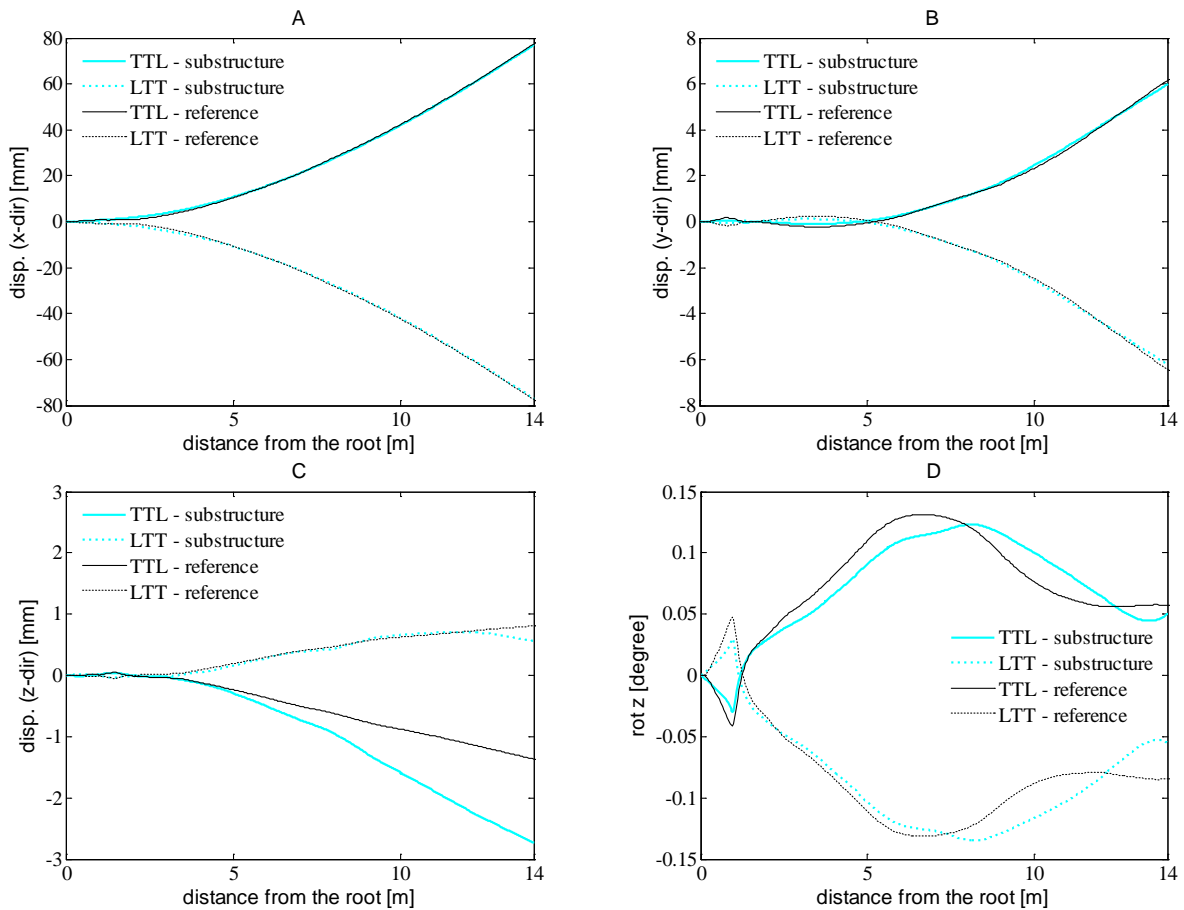 A
80
60
40
20
0
-20
-40
-60
-80
disp. (x-dir) [mm]
TTL - substructure
LTT - substructure
TTL - reference
LTT - reference
0
5
10
14
distance from the root [m]
B
8
6
4
2
0
-2
-4
-6
-8
disp. (y-dir) [mm]
TTL - substructure
LTT - substructure
TTL - reference
LTT - reference
0
5
10
14
distance from the root [m]
C
3
2
1
0
-1
-2
-3
disp. (z-dir) [mm]
TTL - substructure
LTT - substructure
TTL - reference
LTT - reference
0
5
10
14
distance from the root [m]
D
0.15
0.1
0.05
0
-0.05
-0.1
-0.15
rot z [degree]
TTL - substructure
LTT - substructure
TTL - reference
LTT - reference
0
5
10
14
distance from the root [m]